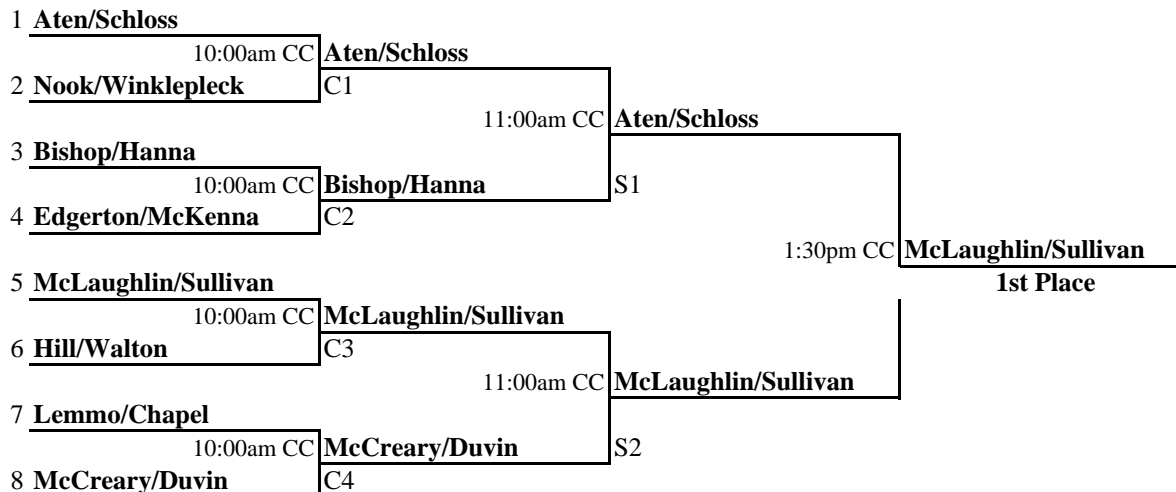 1 Aten/Schloss
10:00am CC Aten/Schloss
2 Nook/Winklepleck C1
11:00am CC Aten/Schloss
3 Bishop/Hanna
10:00am CC Bishop/Hanna S1
4 Edgerton/McKenna C2
1:30pm CC McLaughlin/Sullivan
5 McLaughlin/Sullivan 1st Place
10:00am CC McLaughlin/Sullivan
6 Hill/Walton C3
11:00am CC McLaughlin/Sullivan
7 Lemmo/Chapel
10:00am CC McCreary/Duvin S2
8 McCreary/Duvin C4